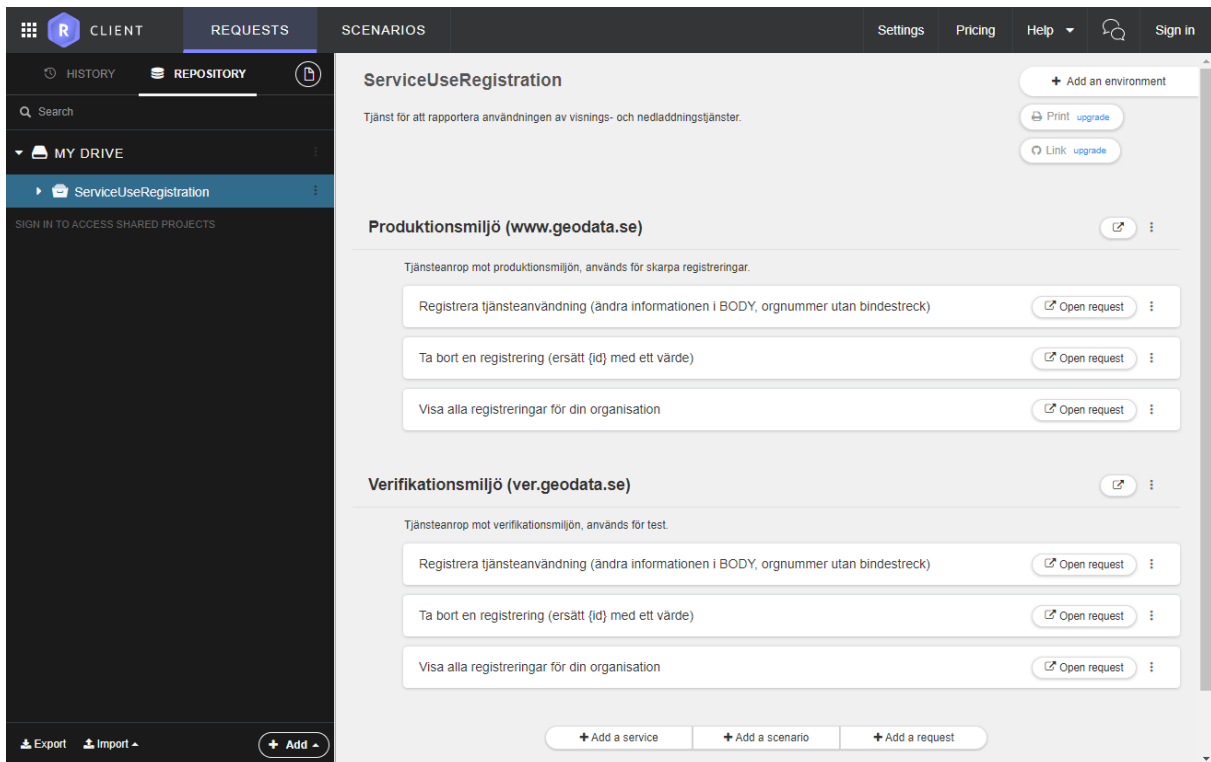 R CLIENT REQUESTS SCENARIOS Settings Pricing Help Sign in
HISTORY REPOSITORY
Search
MY DRIVE
ServiceUseRegistration
SIGN IN TO ACCESS SHARED PROJECTS
Export Import + Add
ServiceUseRegistration
+ Add an environment
Tjänst för att rapportera användningen av visnings- och nedladdningstjänster.
Print upgrade
Link upgrade
Produktionsmiljö (www.geodata.se)
Tjänsteanrop mot produktionsmiljön, används för skarpa registreringar.
Registrera tjänsteanvändning (ändra informationen i BODY, orgnummer utan bindestreck) Open request
Ta bort en registrering (ersätt {id} med ett värde) Open request
Visa alla registreringar för din organisation Open request
Verifikationsmiljö (ver.geodata.se)
Tjänsteanrop mot verifikationsmiljön, används för test.
Registrera tjänsteanvändning (ändra informationen i BODY, orgnummer utan bindestreck) Open request
Ta bort en registrering (ersätt {id} med ett värde) Open request
Visa alla registreringar för din organisation Open request
+ Add a service + Add a scenario + Add a request